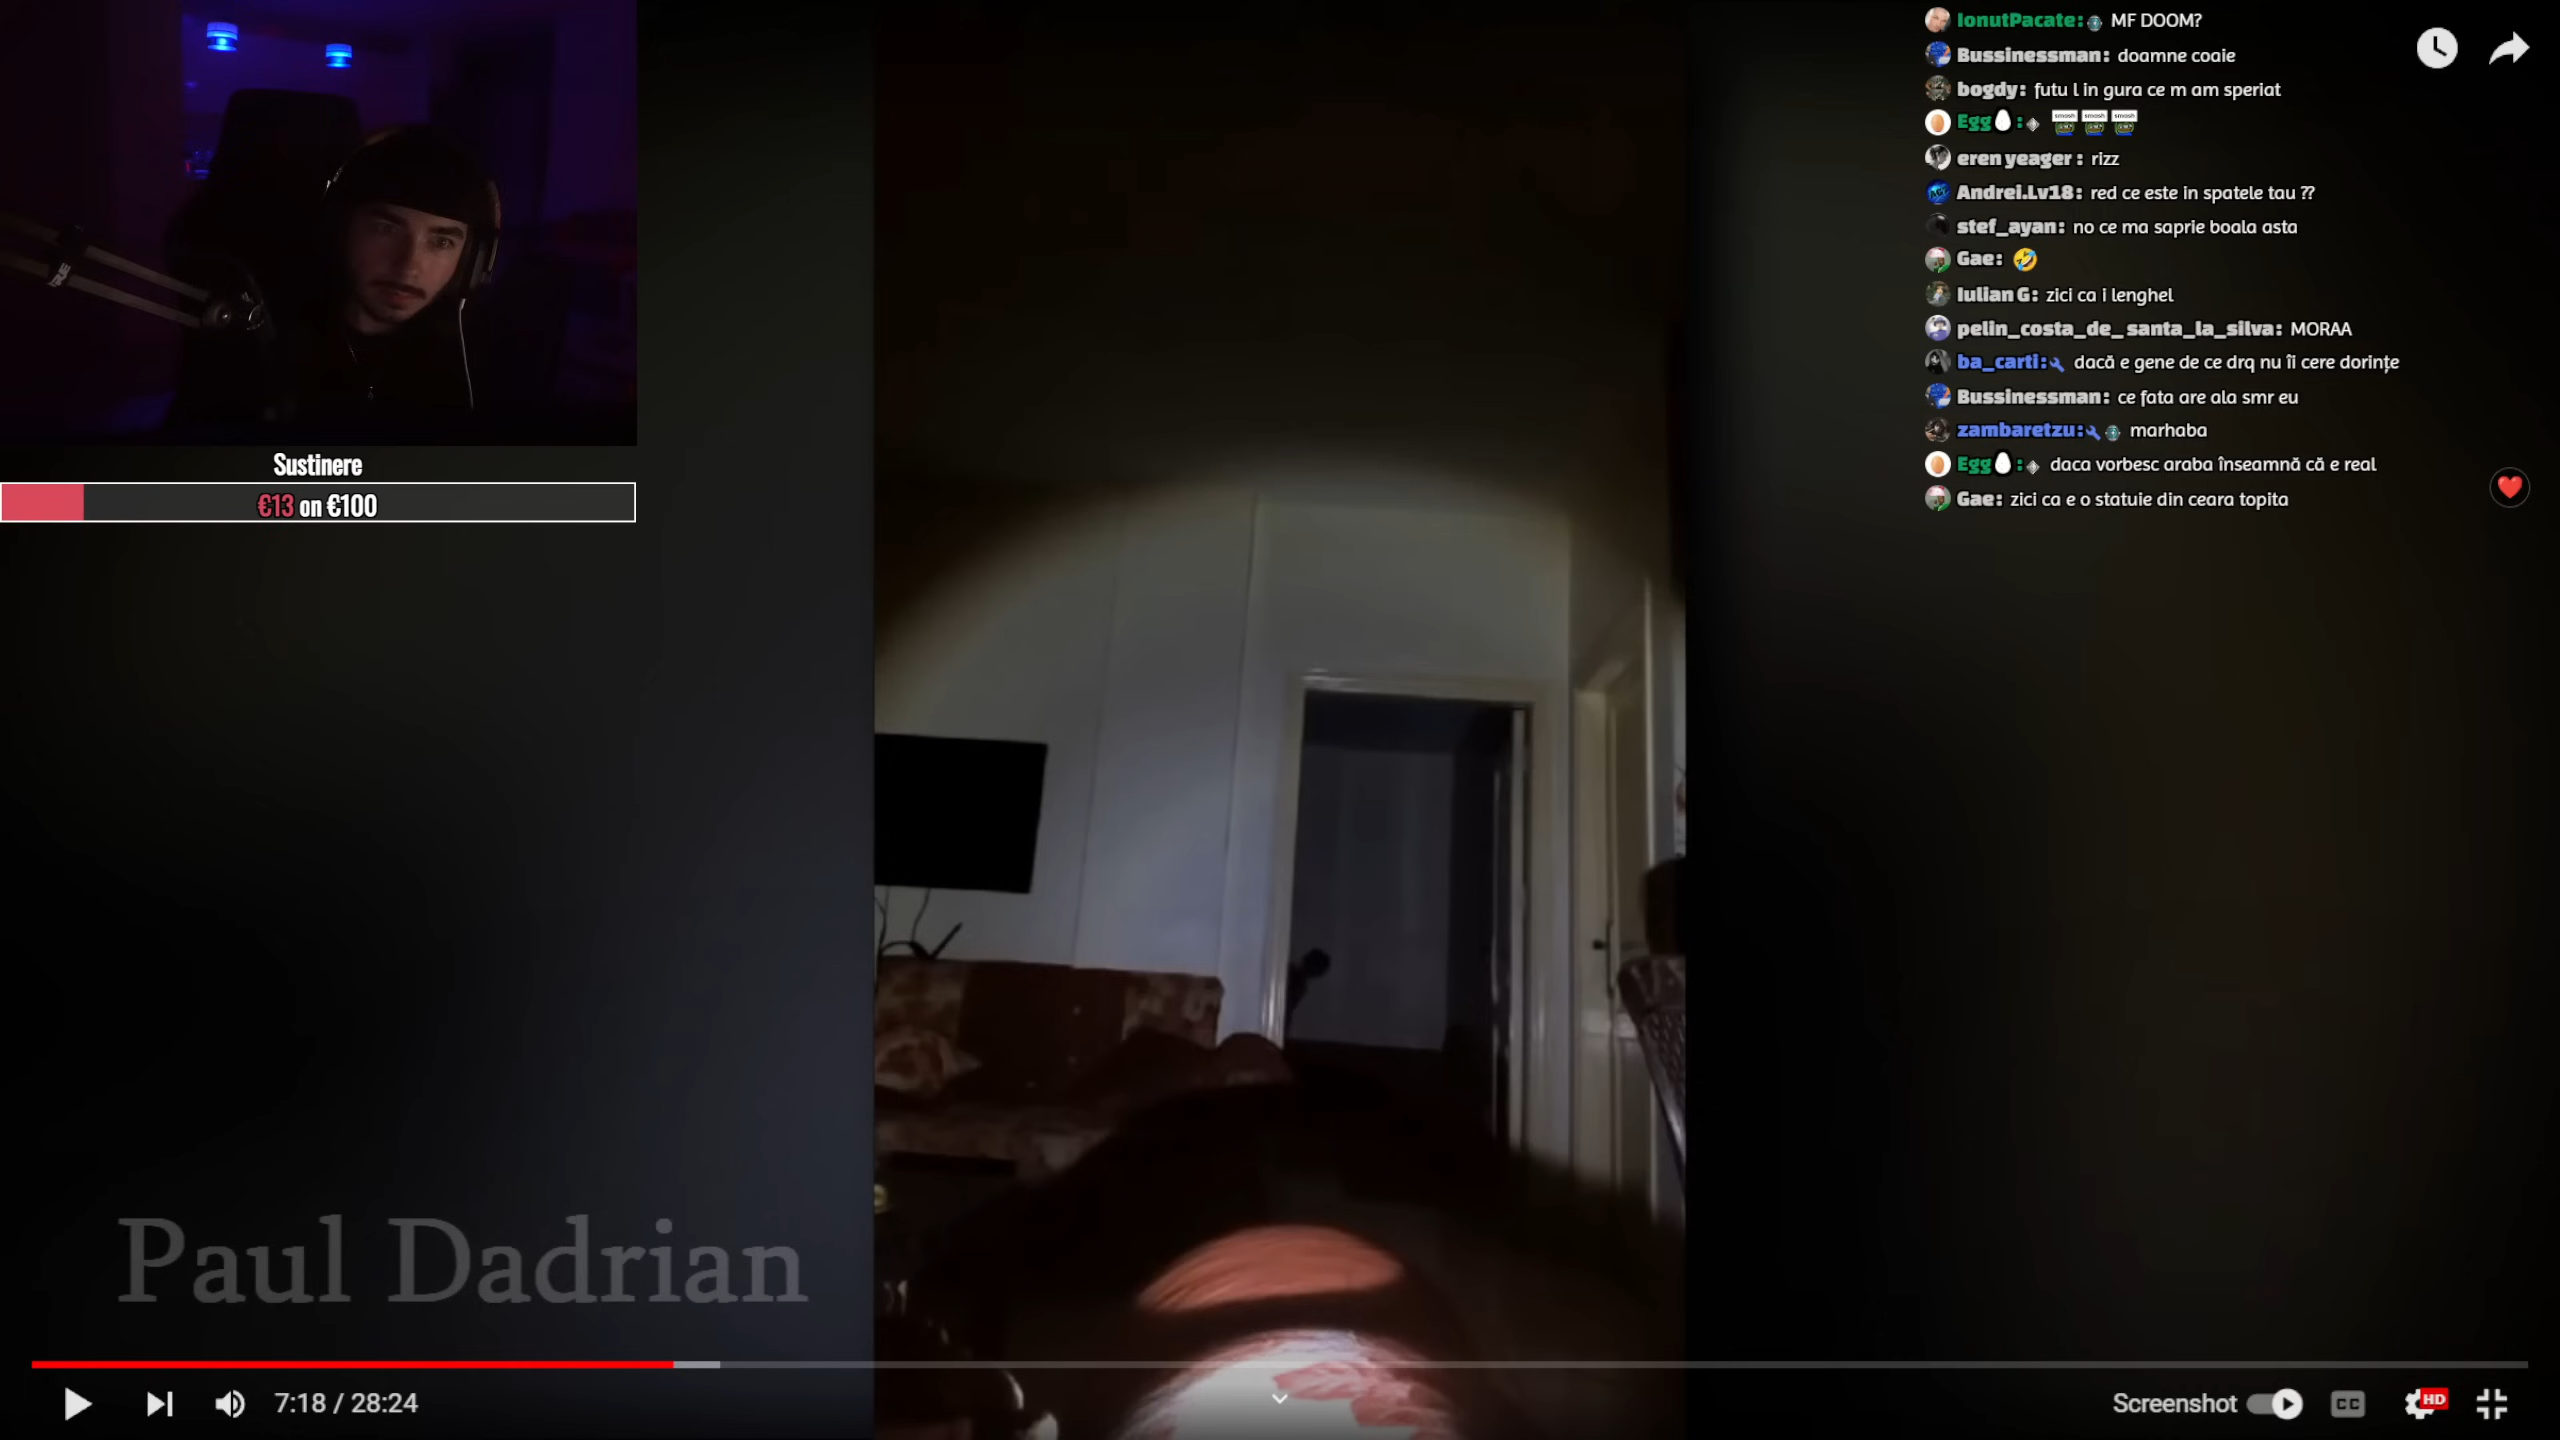 Sustinere
€13 on €100
IonutPacate: MF DOOM?
Bussinessman: doamne coaie
bogdy: futu l in gura ce m am speriat
Egg🥚: smash smash smash
eren yeager : rizz
Andrei.Lv18: red ce este in spatele tau ??
stef_ayan: no ce ma saprie boala asta
Gae: 🤣
Iulian G: zici ca i lenghel
pelin_costa_de_santa_la_silva: MORAA
ba_carti: dacă e gene de ce drq nu îi cere dorințe
Bussinessman: ce fata are ala smr eu
zambaretzu: marhaba
Egg🥚: daca vorbesc araba înseamnă că e real
Gae: zici ca e o statuie din ceara topita
Paul Dadrian
7:18 / 28:24
Screenshot
CC
HD